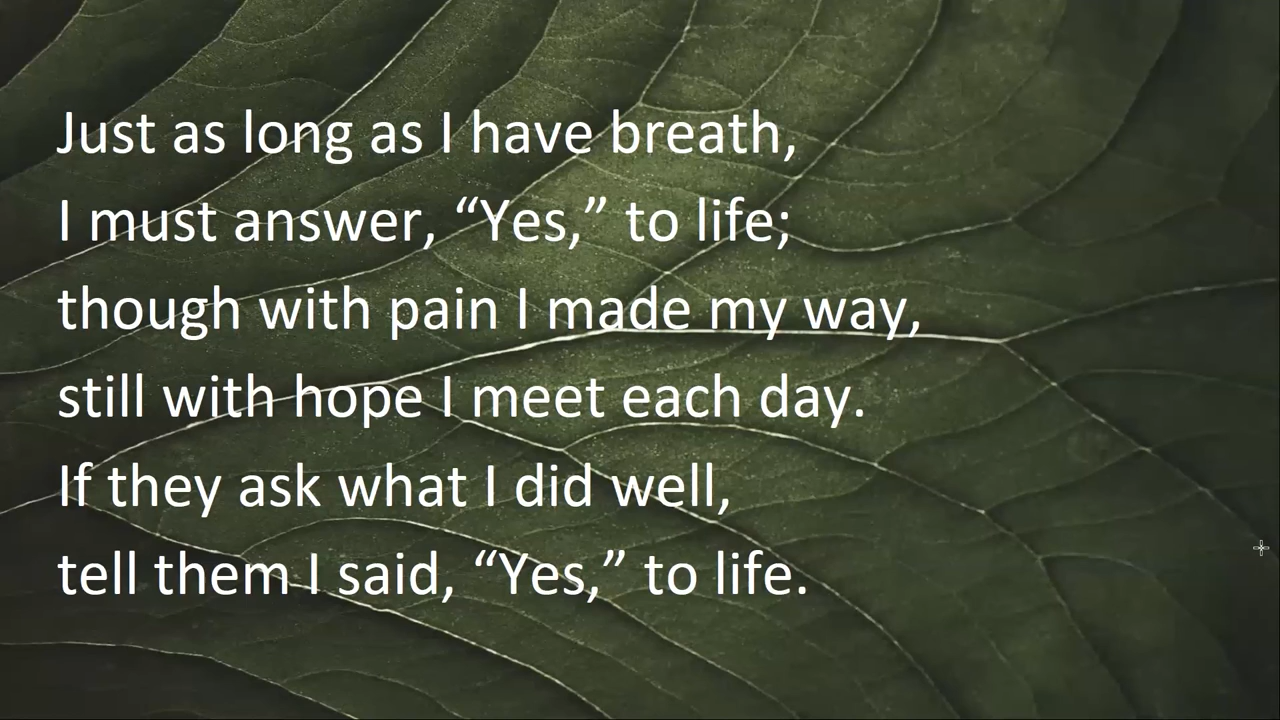 Just as long as I have breath,
I must answer, “Yes,” to life;
though with pain I made my way,
still with hope I meet each day.
If they ask what I did well,
tell them I said, “Yes,” to life.